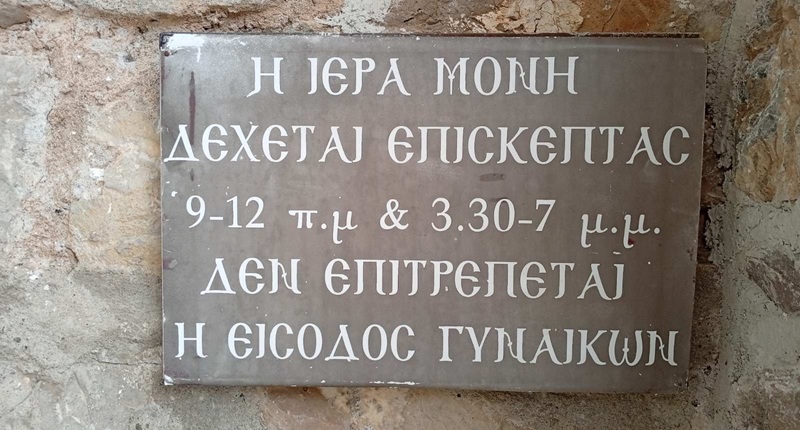 Η ΙΕΡΑ ΜΟΝΗ
ΔΕΧΕΤΑΙ ΕΠΙΣΚΕΠΤΑΣ
9-12 π.μ & 3.30-7 μ.μ.
ΔΕΝ ΕΠΙΤΡΕΠΕΤΑΙ
Η ΕΙΣΟΔΟΣ ΓΥΝΑΙΚΩΝ